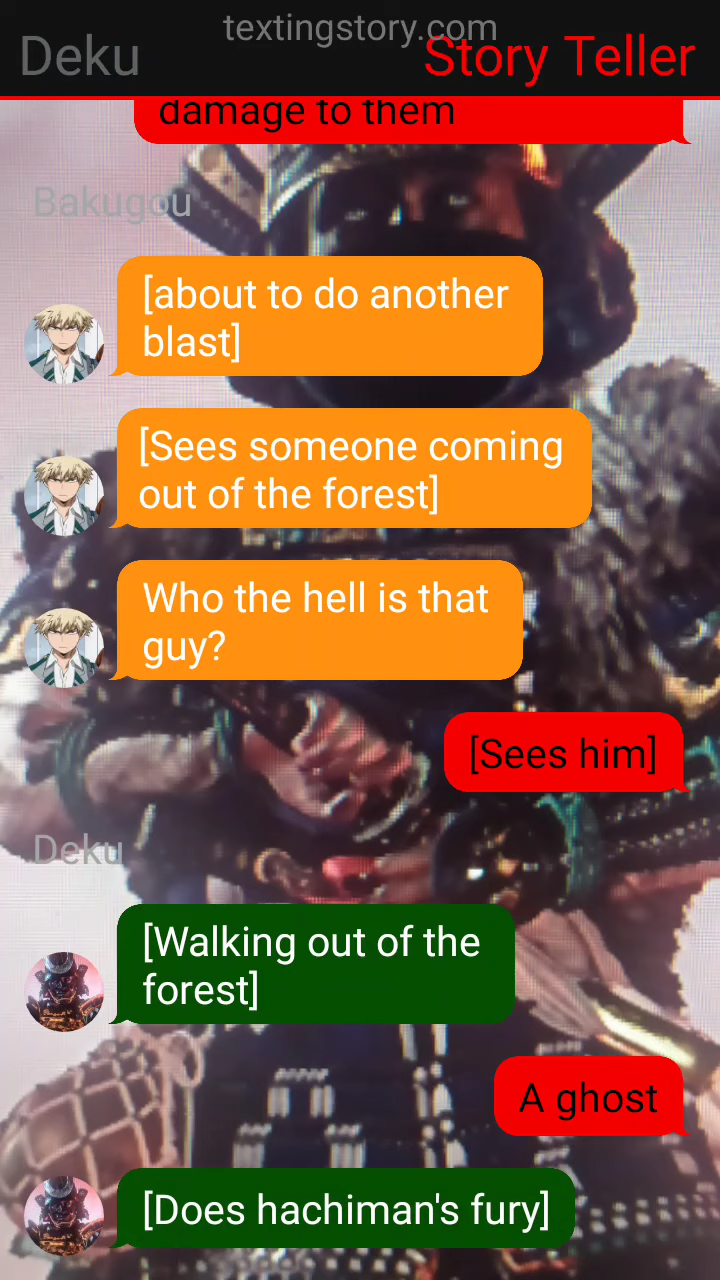 textingstory.com
Deku
Story Teller
damage to them
Bakugou
[about to do another
blast]
[Sees someone coming
out of the forest]
Who the hell is that
guy?
[Sees him]
Deku
[Walking out of the
forest]
A ghost
[Does hachiman's fury]